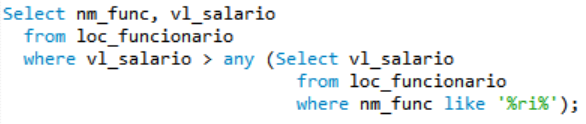 Select nm_func, vl_salario
from loc_funcionario
where vl_salario > any (Select vl_salario
from loc_funcionario
where nm_func like '%ri%');